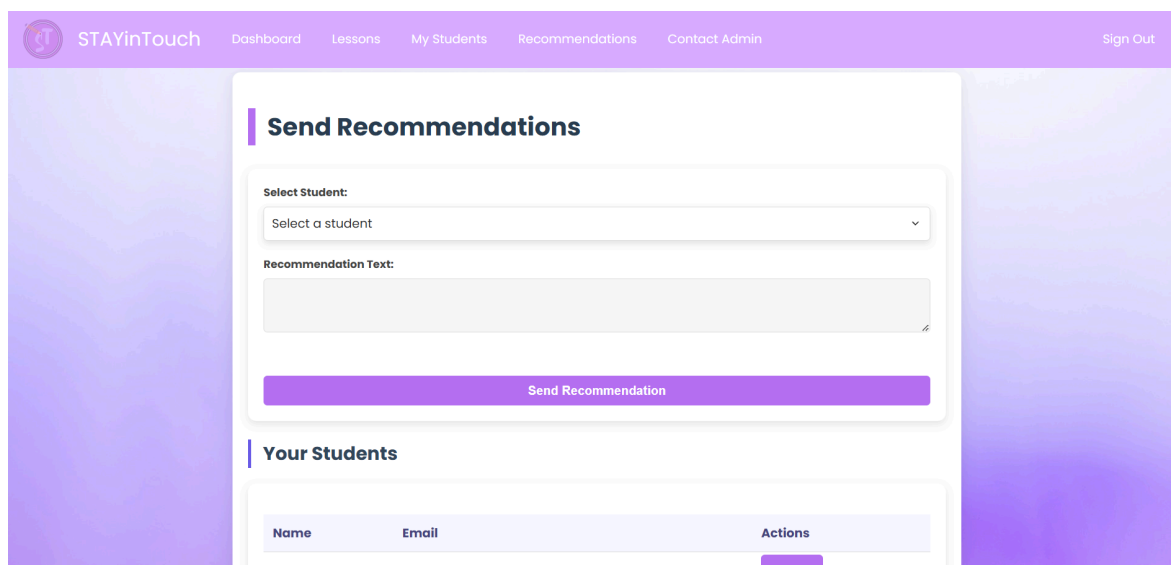 STAYinTouch Dashboard Lessons My Students Recommendations Contact Admin Sign Out
Send Recommendations
Select Student:
Select a student
Recommendation Text:
Send Recommendation
Your Students
Name Email Actions